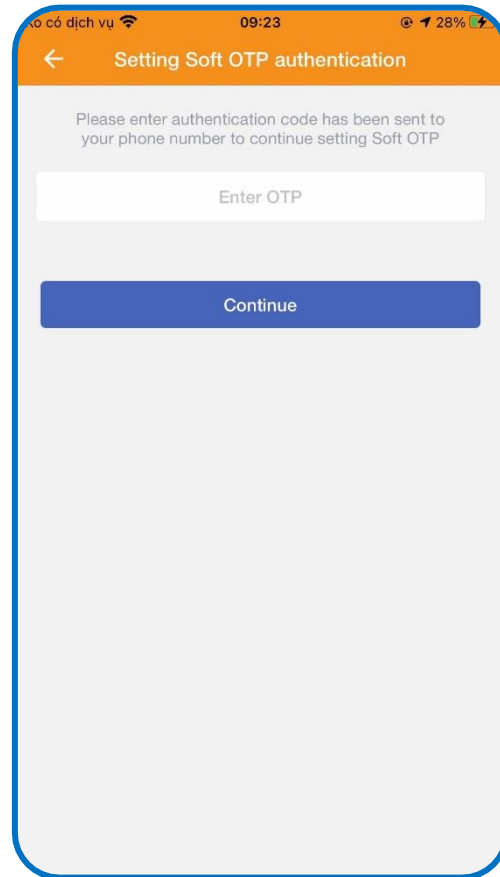 ko có dịch vụ 09:23 28%
Setting Soft OTP authentication
Please enter authentication code has been sent to
your phone number to continue setting Soft OTP
Enter OTP
Continue